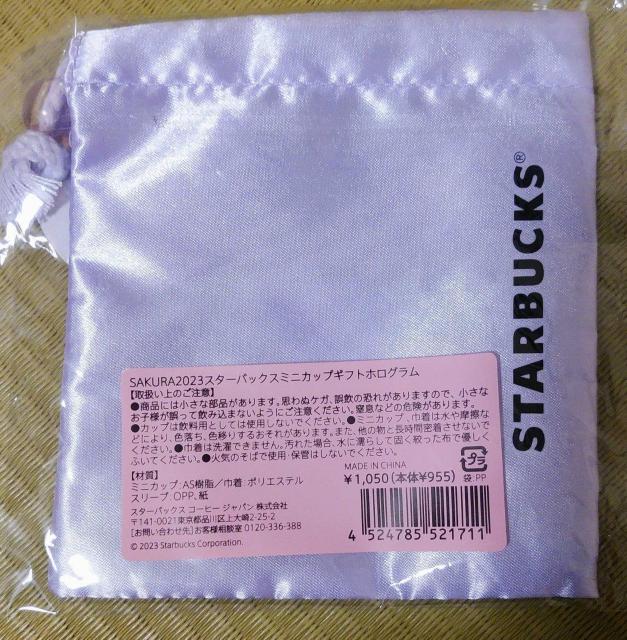 STARBUCKS®
SAKURA2023スターバックスミニカップギフトホログラム
【取扱い上のご注意】
●商品には小さな部品があります。思わぬケガ、誤飲の恐れがありますので、小さな
お子様が誤って飲み込まないようにご注意ください。窒息などの危険があります。
●カップは飲料用としては使用しないでください。●ミニカップ、巾着は水や摩擦な
どにより、色落ち、色移りするおそれがあります。また、他の物と長時間密着させないで
ください。●巾着は洗濯できません。汚れた場合、水に濡らして固く絞った布で優しく
ふいてください。●火気のそばで使用・保管はしないでください。
【材質】
ミニカップ:AS樹脂/巾着:ポリエステル
スリーブ:OPP、紙
スターバックス コーヒー ジャパン 株式会社
〒141-0021東京都品川区上大崎2-25-2
[お問い合わせ先]お客様相談室 0120-336-388
© 2023 Starbucks Corporation.
MADE IN CHINA
¥1,050(本体¥955)
プラ
袋:PP
4 524785 521711